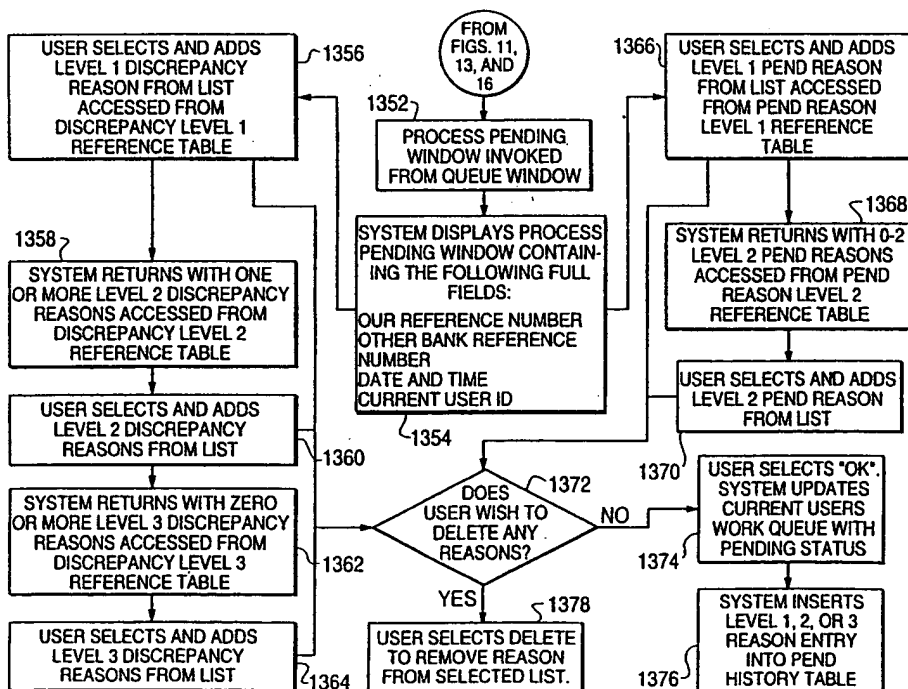 FROM
FIGS. 11,
13, AND
16
1352
PROCESS PENDING
WINDOW INVOKED
FROM QUEUE WINDOW
SYSTEM DISPLAYS PROCESS
PENDING WINDOW CONTAIN-
ING THE FOLLOWING FULL
FIELDS:
OUR REFERENCE NUMBER
OTHER BANK REFERENCE
NUMBER
DATE AND TIME
CURRENT USER ID
1354
USER SELECTS AND ADDS
LEVEL 1 DISCREPANCY
REASON FROM LIST
ACCESSED FROM
DISCREPANCY LEVEL 1
REFERENCE TABLE
1356
1358
SYSTEM RETURNS WITH ONE
OR MORE LEVEL 2 DISCREPANCY
REASONS ACCESSED FROM
DISCREPANCY LEVEL 2
REFERENCE TABLE
USER SELECTS AND ADDS
LEVEL 2 DISCREPANCY
REASONS FROM LIST
1360
SYSTEM RETURNS WITH ZERO
OR MORE LEVEL 3 DISCREPANCY
REASONS ACCESSED FROM
DISCREPANCY LEVEL 3
REFERENCE TABLE
1362
USER SELECTS AND ADDS
LEVEL 3 DISCREPANCY
REASONS FROM LIST
1364
1366
USER SELECTS AND ADDS
LEVEL 1 PEND REASON
FROM LIST ACCESSED
FROM PEND REASON
LEVEL 1 REFERENCE
TABLE
1368
SYSTEM RETURNS WITH 0-2
LEVEL 2 PEND REASONS
ACCESSED FROM PEND
REASON LEVEL 2
REFERENCE TABLE
USER SELECTS AND ADDS
LEVEL 2 PEND REASON
FROM LIST
1370
1372
DOES
USER WISH TO
DELETE ANY
REASONS?
NO
YES
USER SELECTS "OK".
SYSTEM UPDATES
CURRENT USERS
WORK QUEUE WITH
PENDING STATUS
1374
SYSTEM INSERTS
LEVEL 1, 2, OR 3
REASON ENTRY
INTO PEND
HISTORY TABLE
1376
1378
USER SELECTS DELETE
TO REMOVE REASON
FROM SELECTED LIST.